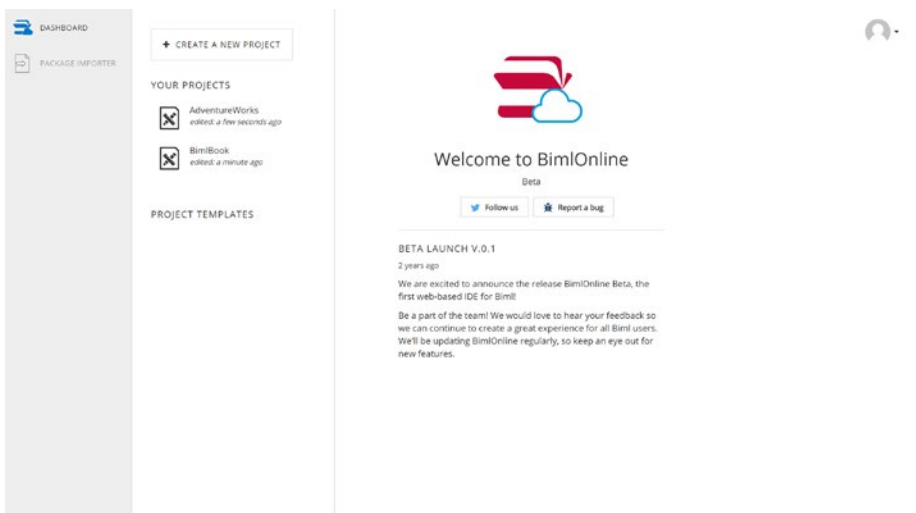 DASHBOARD
PACKAGE IMPORTER
+ CREATE A NEW PROJECT
YOUR PROJECTS
AdventureWorks
edited: a few seconds ago
BimlBook
edited: a minute ago
PROJECT TEMPLATES
Welcome to BimlOnline
Beta
Follow us
Report a bug
BETA LAUNCH V.0.1
2 years ago
We are excited to announce the release BimlOnline Beta, the
first web-based IDE for Biml!
Be a part of the team! We would love to hear your feedback so
we can continue to create a great experience for all Biml users.
We'll be updating BimlOnline regularly, so keep an eye out for
new features.